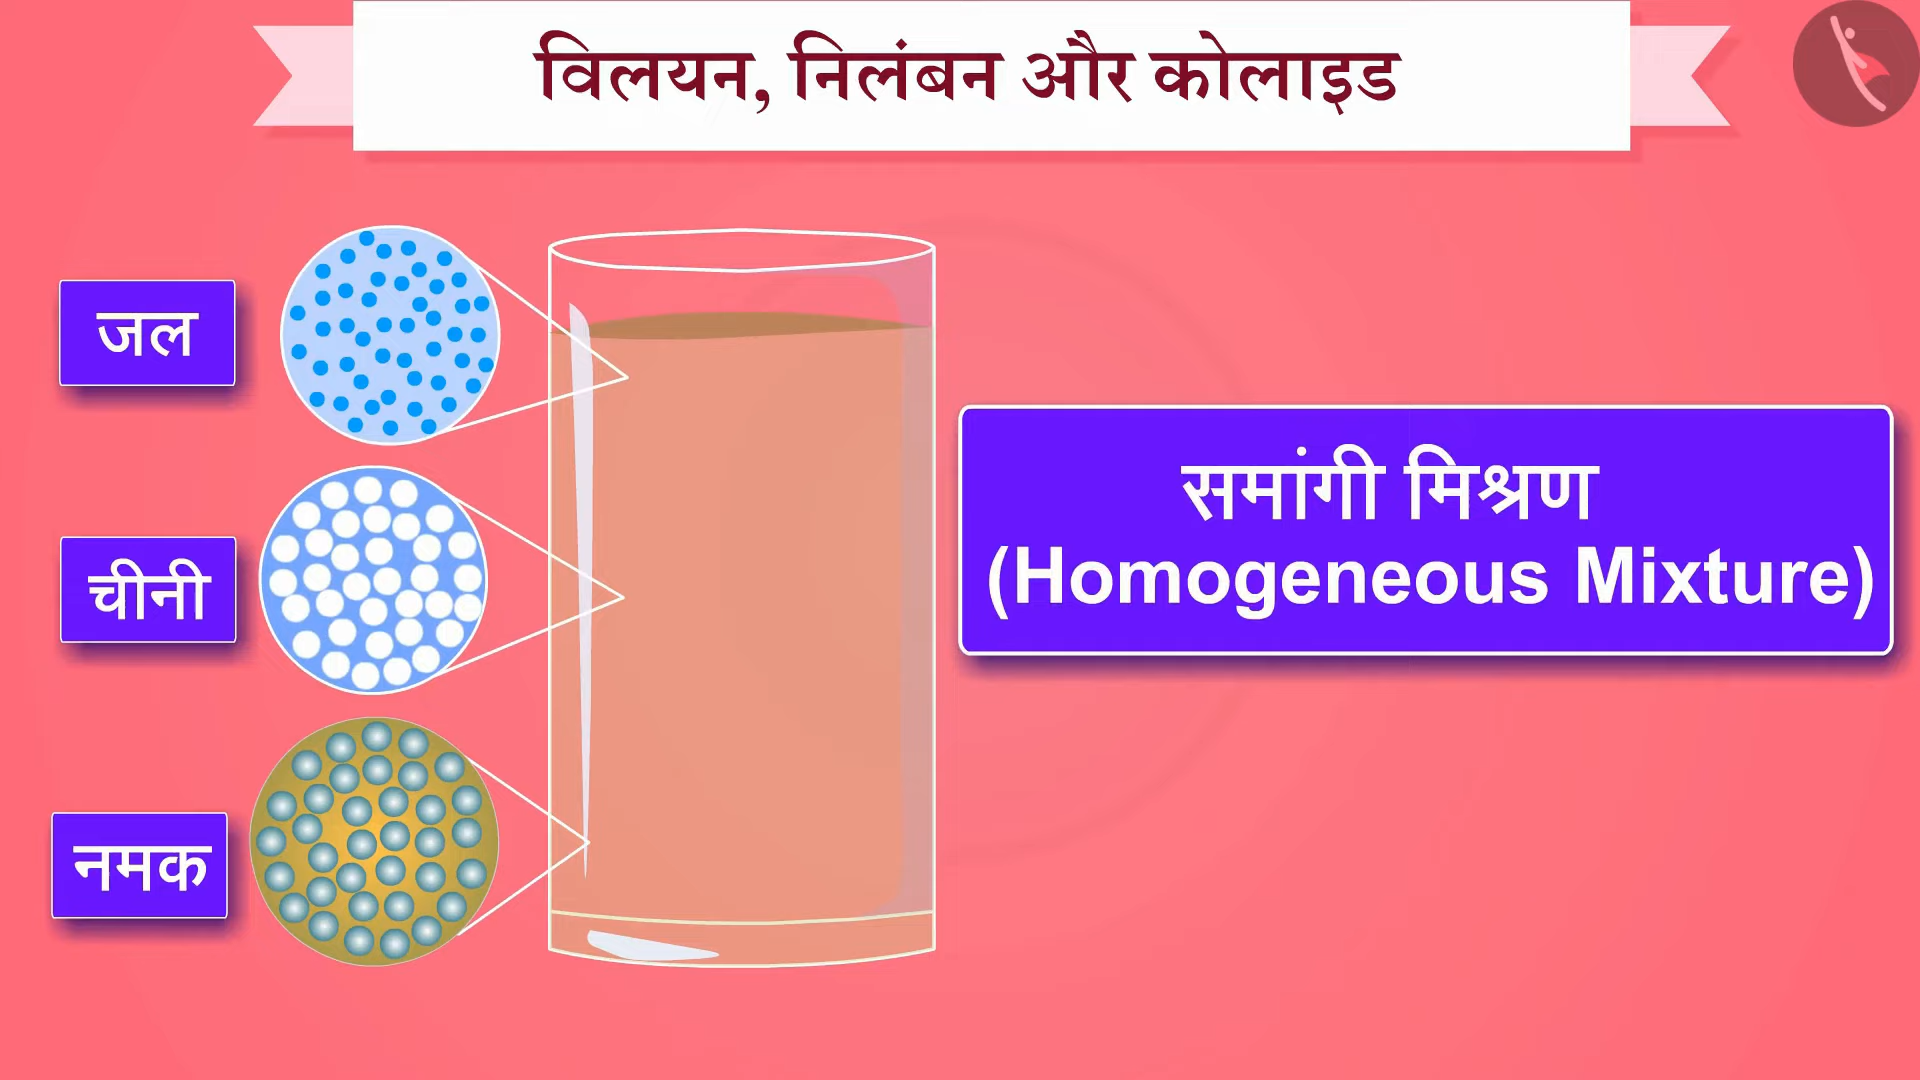 विलयन, निलंबन और कोलाइड
जल
चीनी
नमक
समांगी मिश्रण
(Homogeneous Mixture)